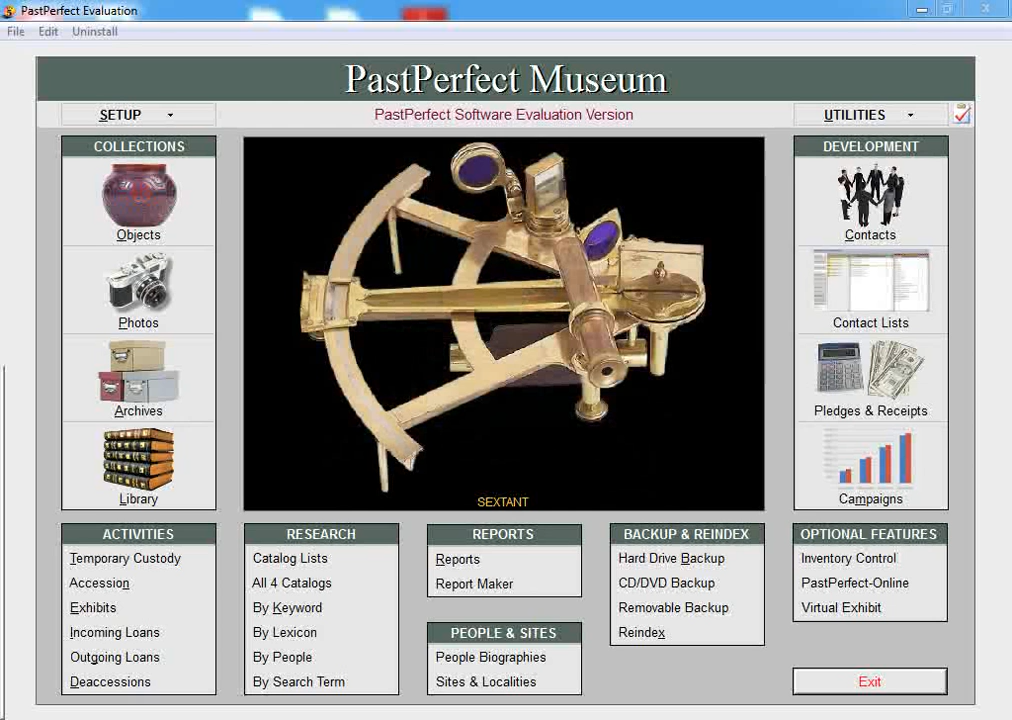 PastPerfect Evaluation
File Edit Uninstall
PastPerfect Museum
SETUP
PastPerfect Software Evaluation Version
UTILITIES
COLLECTIONS
Objects
Photos
Archives
Library
SEXTANT
DEVELOPMENT
Contacts
Contact Lists
Pledges & Receipts
Campaigns
ACTIVITIES
Temporary Custody
Accession
Exhibits
Incoming Loans
Outgoing Loans
Deaccessions
RESEARCH
Catalog Lists
All 4 Catalogs
By Keyword
By Lexicon
By People
By Search Term
REPORTS
Reports
Report Maker
PEOPLE & SITES
People Biographies
Sites & Localities
BACKUP & REINDEX
Hard Drive Backup
CD/DVD Backup
Removable Backup
Reindex
OPTIONAL FEATURES
Inventory Control
PastPerfect-Online
Virtual Exhibit
Exit